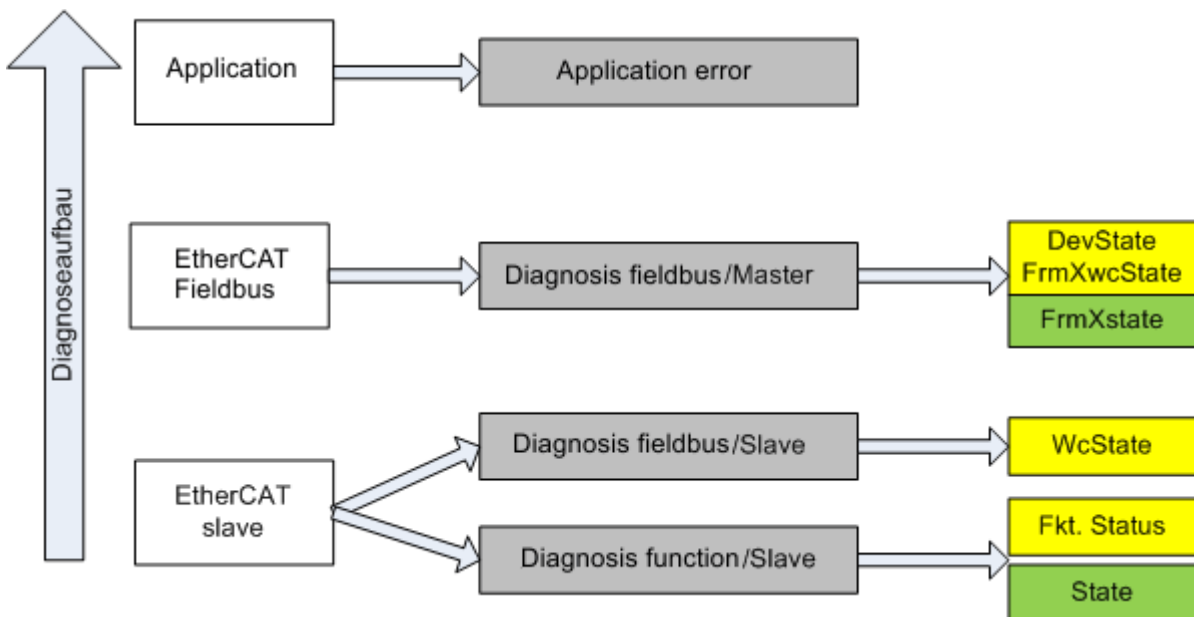 Diagnoseaufbau
Application
Application error
EtherCAT
Fieldbus
Diagnosis fieldbus/Master
DevState
FrmXwcState
FrmXstate
EtherCAT
slave
Diagnosis fieldbus/Slave
WcState
Diagnosis function/Slave
Fkt. Status
State